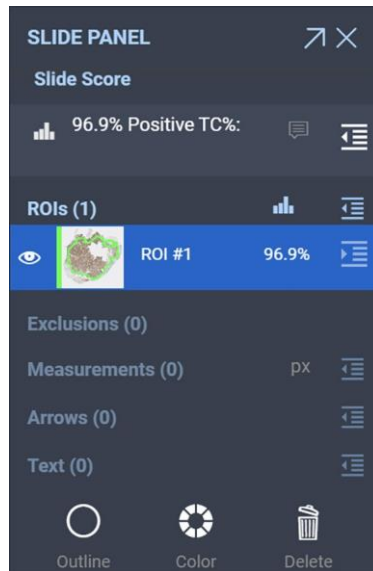 SLIDE PANEL
Slide Score
96.9% Positive TC%:
ROIs (1)
ROI #1 96.9%
Exclusions (0)
Measurements (0) px
Arrows (0)
Text (0)
Outline Color Delete